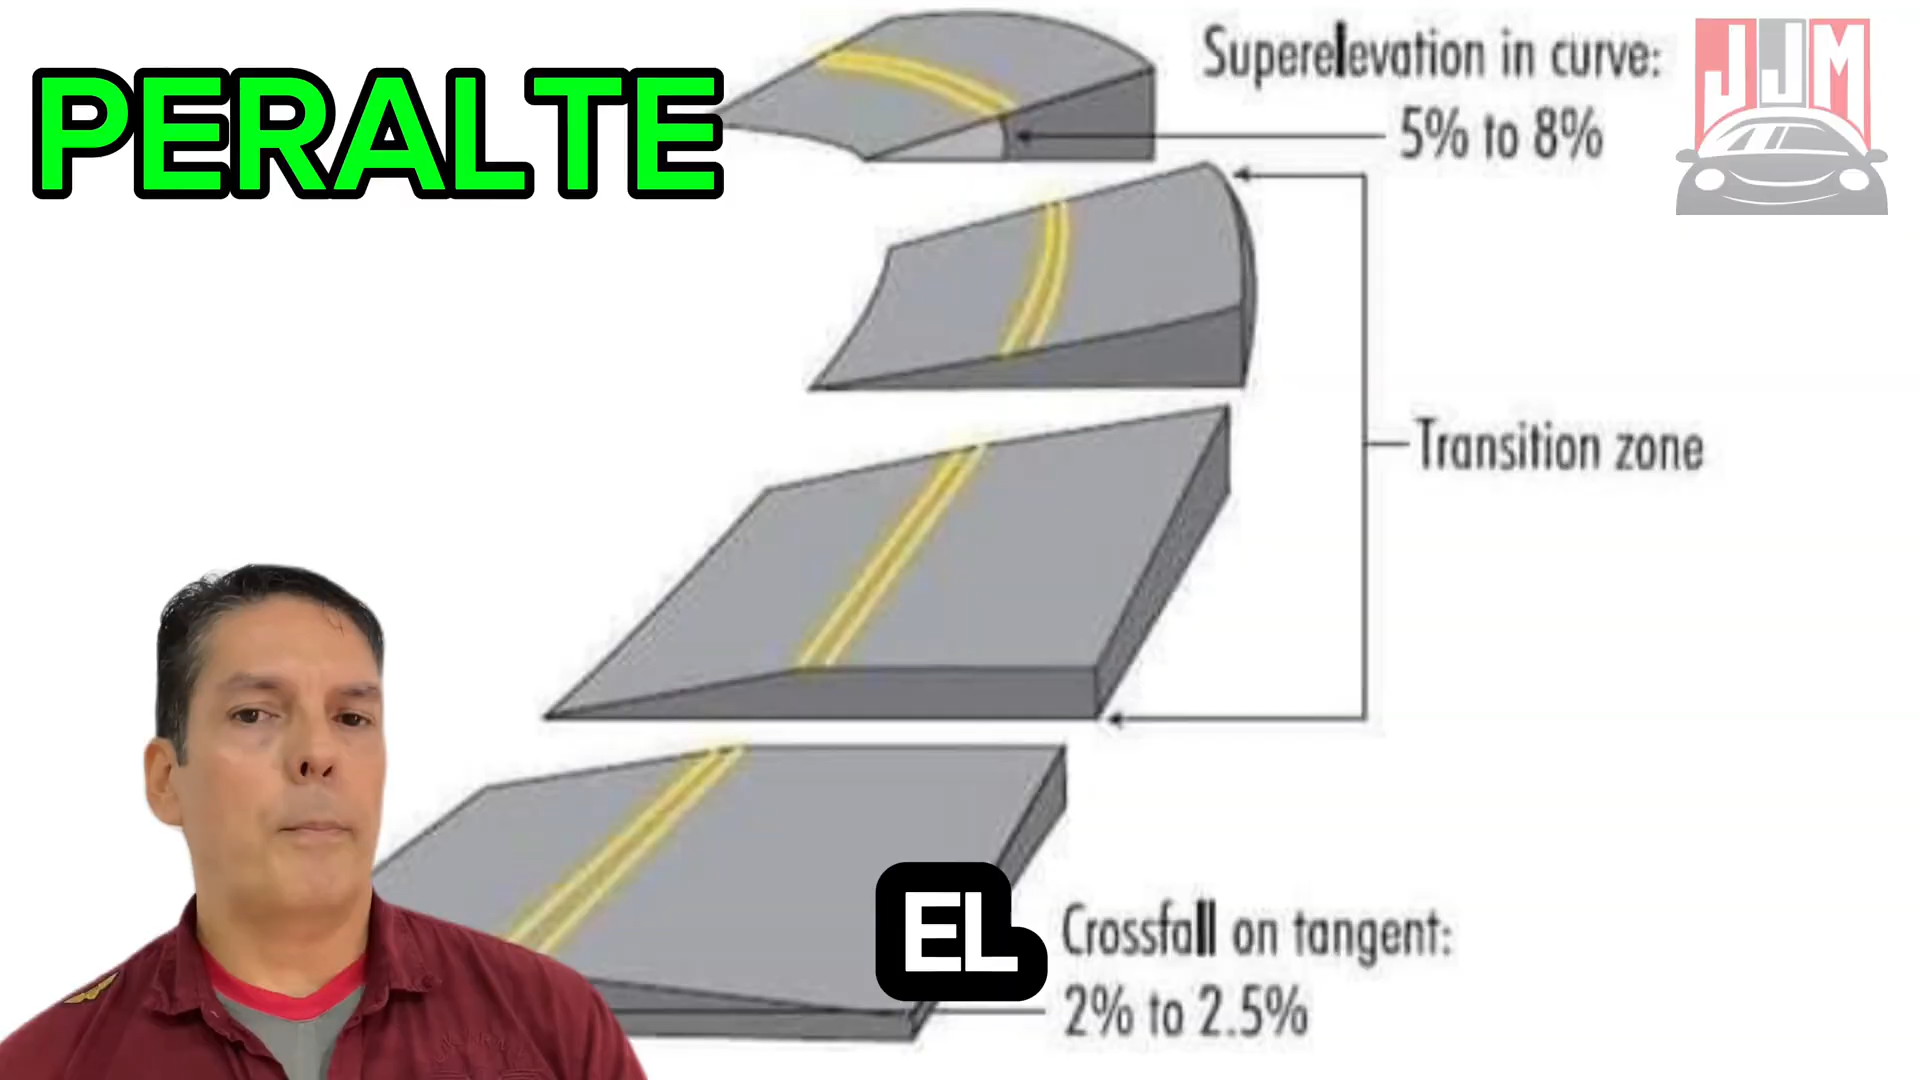 PERALTE
Superelevation in curve:
5% to 8%
JJM
Transition zone
EL
Crossfall on tangent:
2% to 2.5%